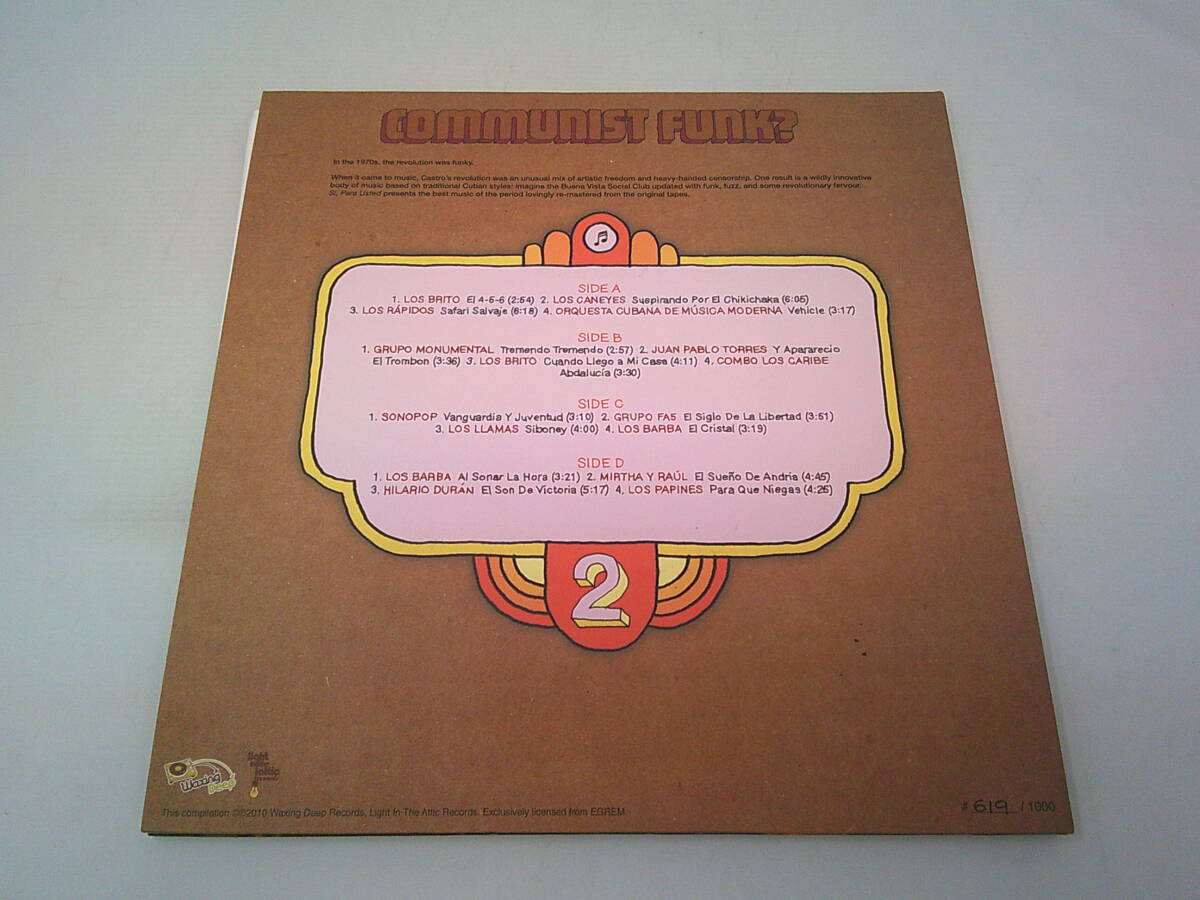 COMMUNIST FUNK?
In the 1970s, the revolution was funky.
When it came to music, Castro's revolution was an unusual mix of artistic freedom and heavy-handed censorship. One result is a wildly innovative
body of music based on traditional Cuban styles: imagine the Buena Vista Social Club updated with funk, fuzz, and some revolutionary fervour.
Si, Para Usted presents the best music of the period lovingly re-mastered from the original tapes.
SIDE A
1. LOS BRITO El 4-5-6 (2:54) 2. LOS CANEYES Suspirando Por El Chikichaka (6:05)
3. LOS RÁPIDOS Safari Salvaje (6:18) 4. ORQUESTA CUBANA DE MÚSICA MODERNA Vehicle (3:17)
SIDE B
1. GRUPO MONUMENTAL Tremendo Tremendo (2:57) 2. JUAN PABLO TORRES Y Apararecio
El Trombon (3:36) 3. LOS BRITO Cuando Llego a Mi Casa (4:11) 4. COMBO LOS CARIBE
Abdalucía (3:30)
SIDE C
1. SONOPOP Vanguardia Y Juventud (3:10) 2. GRUPO FA5 El Siglo De La Libertad (3:51)
3. LOS LLAMAS Siboney (4:00) 4. LOS BARBA El Cristal (3:19)
SIDE D
1. LOS BARBA Al Sonar La Hora (3:21) 2. MIRTHA Y RAÚL El Sueño De Andria (4:45)
3. HILARIO DURÁN El Son De Victoria (5:17) 4. LOS PAPINES Para Que Niegas (4:26)
2
Waxing Deep
light
in the
attic
This compilation ©℗2010 Waxing Deep Records, Light In The Attic Records. Exclusively licensed from EGREM.
# 619 / 1000